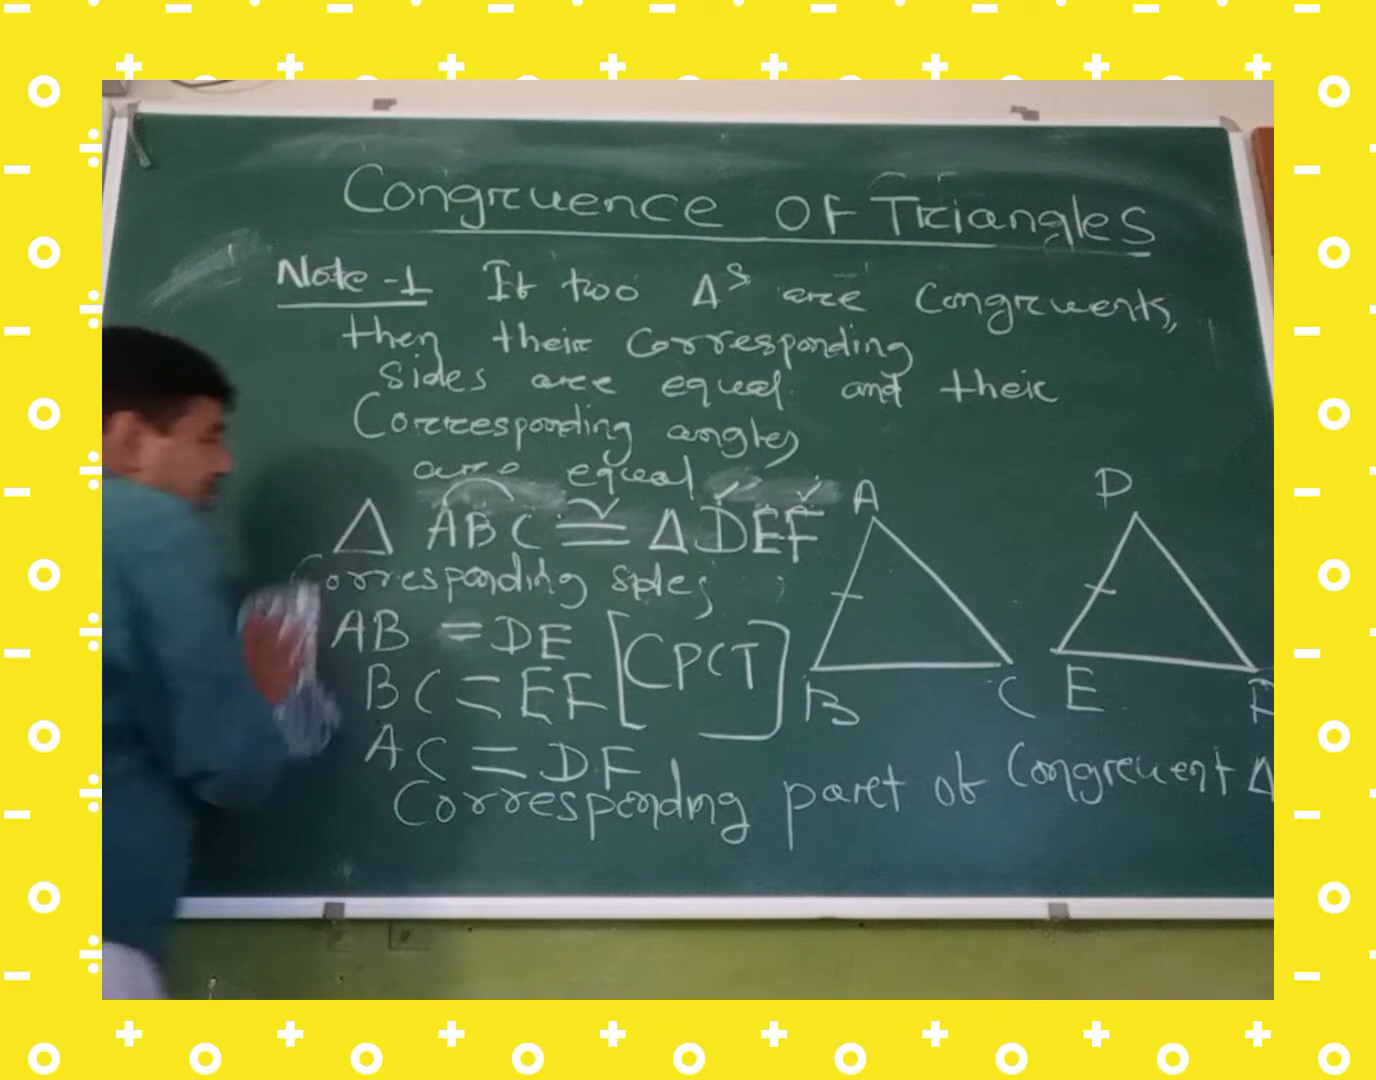 Congruence OF Triangles
Note-1 If two Δs are Congruents,
then their Corresponding
sides are equal and their
Corresponding angles
are equal
Δ ABC ≅ Δ DEF
Corresponding sides
AB = DE [CPCT]
BC = EF
AC = DF
Corresponding part of Congruent Δ
A
B
C
D
E
F